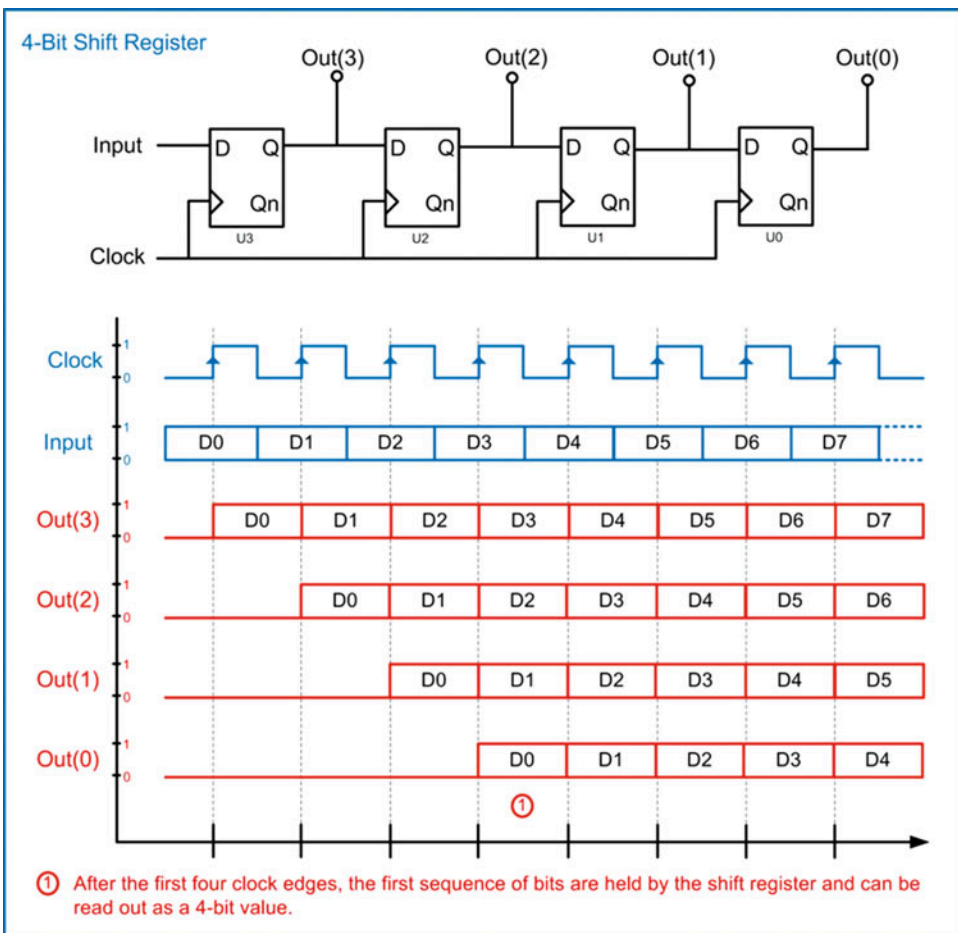 4-Bit Shift Register
Out(3) Out(2) Out(1) Out(0)
Input D Q D Q D Q D Q
Qn Qn Qn Qn
U3 U2 U1 U0
Clock
1
Clock
0
1
Input D0 D1 D2 D3 D4 D5 D6 D7
0
1
Out(3) D0 D1 D2 D3 D4 D5 D6 D7
0
1
Out(2) D0 D1 D2 D3 D4 D5 D6
0
1
Out(1) D0 D1 D2 D3 D4 D5
0
1
Out(0) D0 D1 D2 D3 D4
0
1
1 After the first four clock edges, the first sequence of bits are held by the shift register and can be
read out as a 4-bit value.